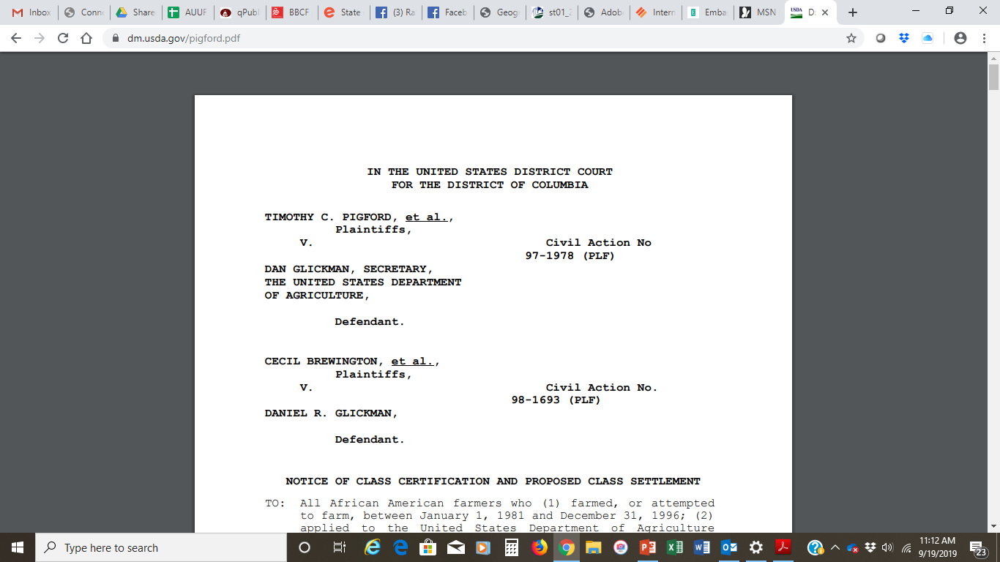 Inbox
Conn
Share
AUUF
qPubl
BBCF
State
(3) Ra
Faceb
Geog
st01_2
Adob
Intern
Emba
MSN
USDA
D:
dm.usda.gov/pigford.pdf
IN THE UNITED STATES DISTRICT COURT
FOR THE DISTRICT OF COLUMBIA
TIMOTHY C. PIGFORD, et al.,
Plaintiffs,
V. Civil Action No
97-1978 (PLF)
DAN GLICKMAN, SECRETARY,
THE UNITED STATES DEPARTMENT
OF AGRICULTURE,
Defendant.
CECIL BREWINGTON, et al.,
Plaintiffs,
V. Civil Action No.
98-1693 (PLF)
DANIEL R. GLICKMAN,
Defendant.
NOTICE OF CLASS CERTIFICATION AND PROPOSED CLASS SETTLEMENT
TO: All African American farmers who (1) farmed, or attempted
to farm, between January 1, 1981 and December 31, 1996; (2)
applied to the United States Department of Agriculture
Type here to search
11:12 AM
9/19/2019
23